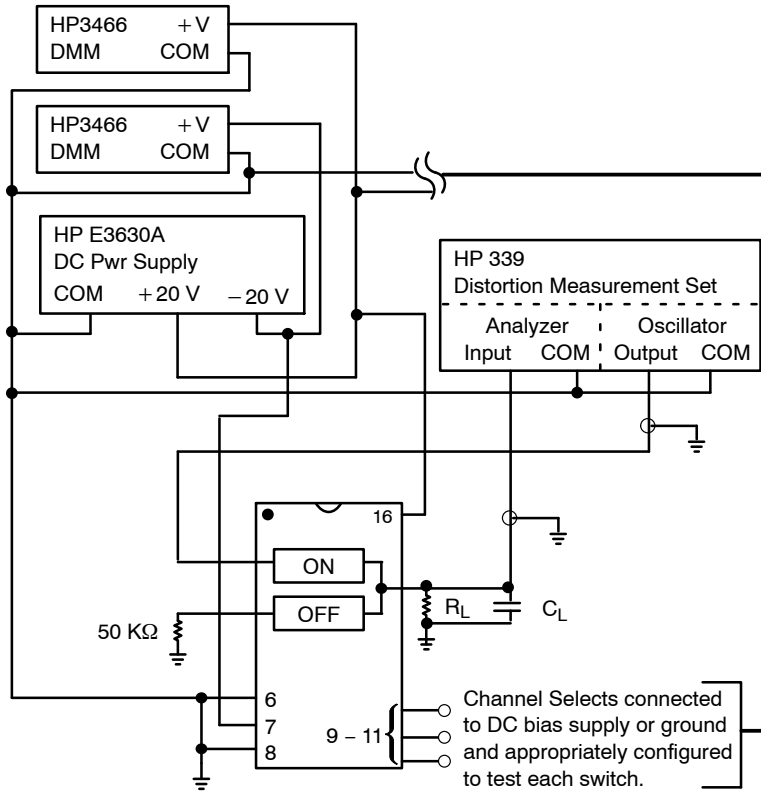 HP3466 +V
DMM COM
HP3466 +V
DMM COM
HP E3630A
DC Pwr Supply
COM +20 V −20 V
HP 339
Distortion Measurement Set
Analyzer Oscillator
Input COM Output COM
16
ON
OFF
50 KΩ
RL CL
6
7
8
9 − 11
Channel Selects connected
to DC bias supply or ground
and appropriately configured
to test each switch.